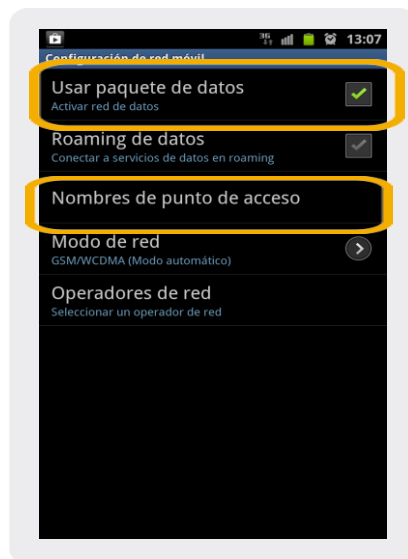 3G 13:07
Configuración de red móvil
Usar paquete de datos
Activar red de datos
Roaming de datos
Conectar a servicios de datos en roaming
Nombres de punto de acceso
Modo de red
GSM/WCDMA (Modo automático)
Operadores de red
Seleccionar un operador de red